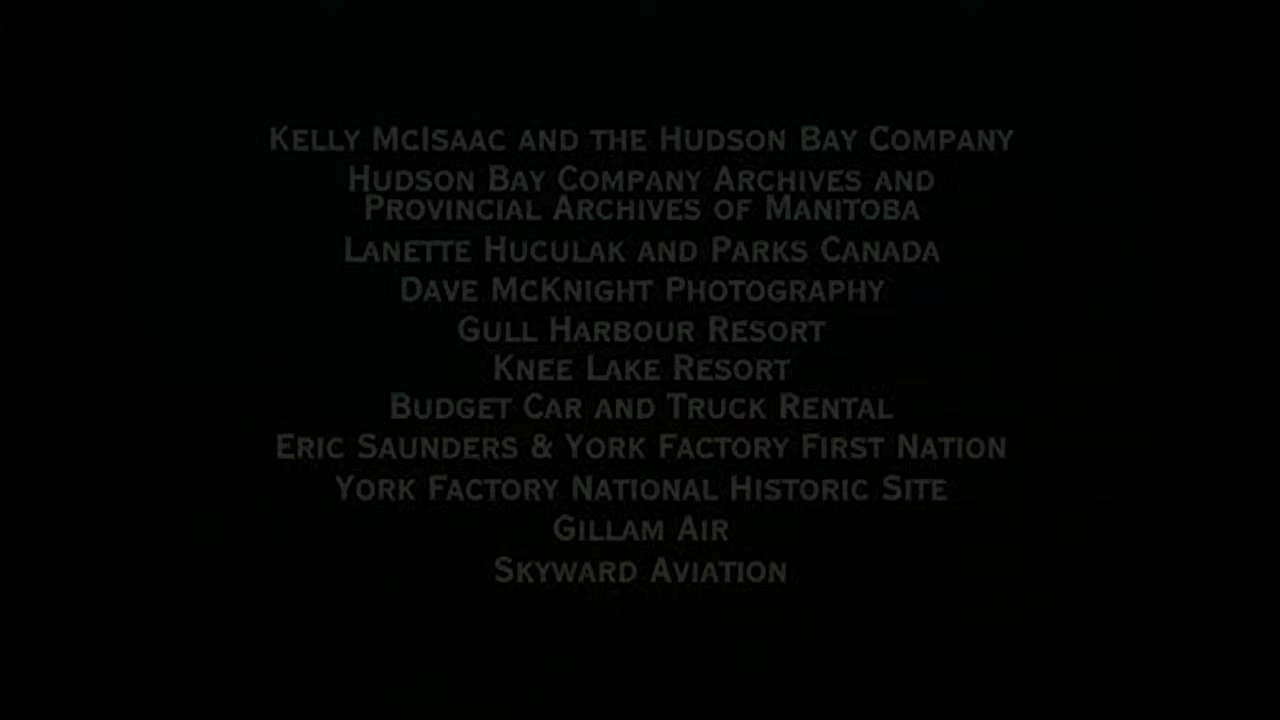 Kelly McIsaac and the Hudson Bay Company
Hudson Bay Company Archives and
Provincial Archives of Manitoba
Lanette Huculak and Parks Canada
Dave McKnight Photography
Gull Harbour Resort
Knee Lake Resort
Budget Car and Truck Rental
Eric Saunders & York Factory First Nation
York Factory National Historic Site
Gillam Air
Skyward Aviation